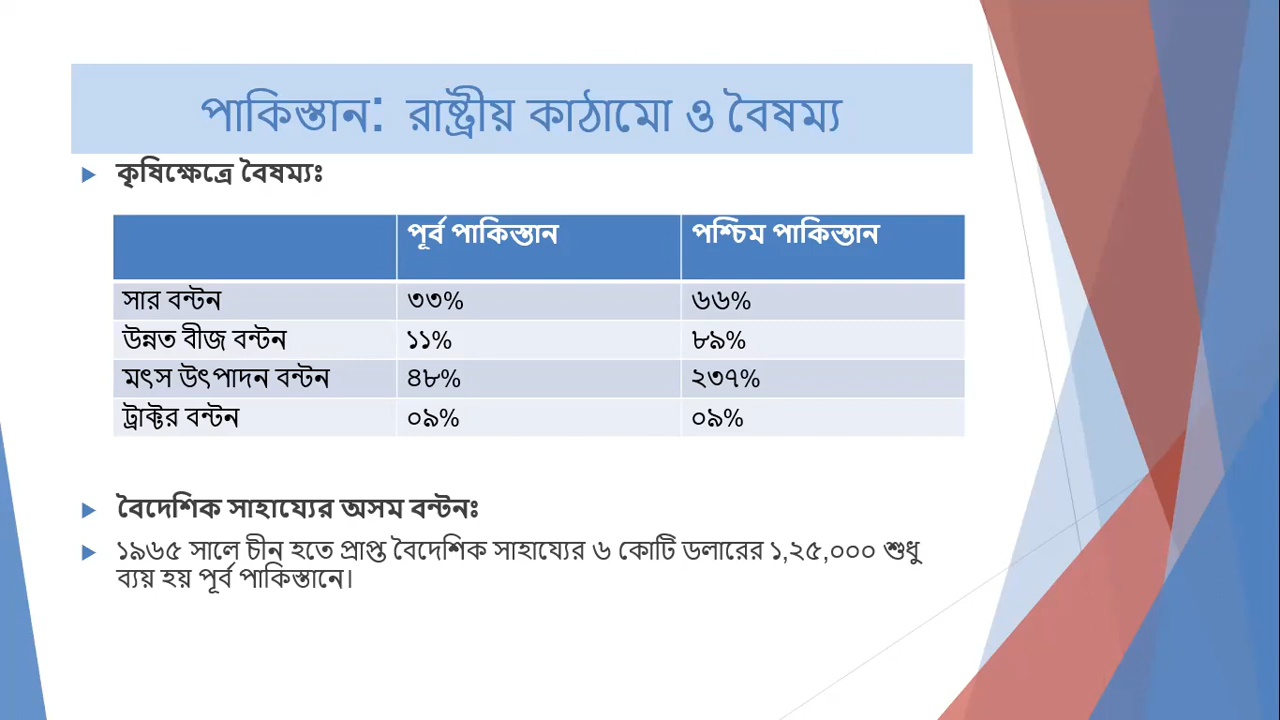 পাকিস্তান: রাষ্ট্রীয় কাঠামো ও বৈষম্য
কৃষিক্ষেত্রে বৈষম্যঃ
পূর্ব পাকিস্তান পশ্চিম পাকিস্তান
সার বন্টন ৩৩% ৬৬%
উন্নত বীজ বন্টন ১১% ৮৯%
মৎস উৎপাদন বন্টন ৪৮% ২৩৭%
ট্রাক্টর বন্টন ০৯% ০৯%
বৈদেশিক সাহায্যের অসম বন্টনঃ
১৯৬৫ সালে চীন হতে প্রাপ্ত বৈদেশিক সাহায্যের ৬ কোটি ডলারের ১,২৫,০০০ শুধু
ব্যয় হয় পূর্ব পাকিস্তানে।